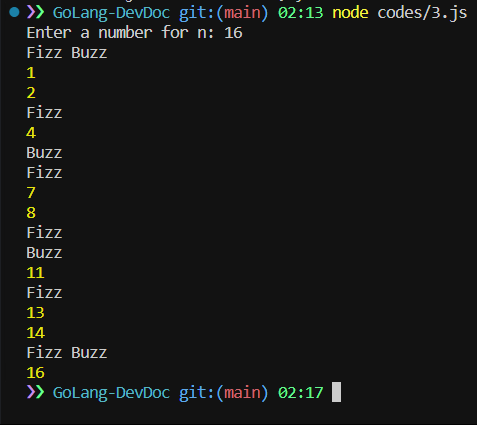 ❯❯ GoLang-DevDoc git:(main) 02:13 node codes/3.js
Enter a number for n: 16
Fizz Buzz
1
2
Fizz
4
Buzz
Fizz
7
8
Fizz
Buzz
11
Fizz
13
14
Fizz Buzz
16
❯❯ GoLang-DevDoc git:(main) 02:17